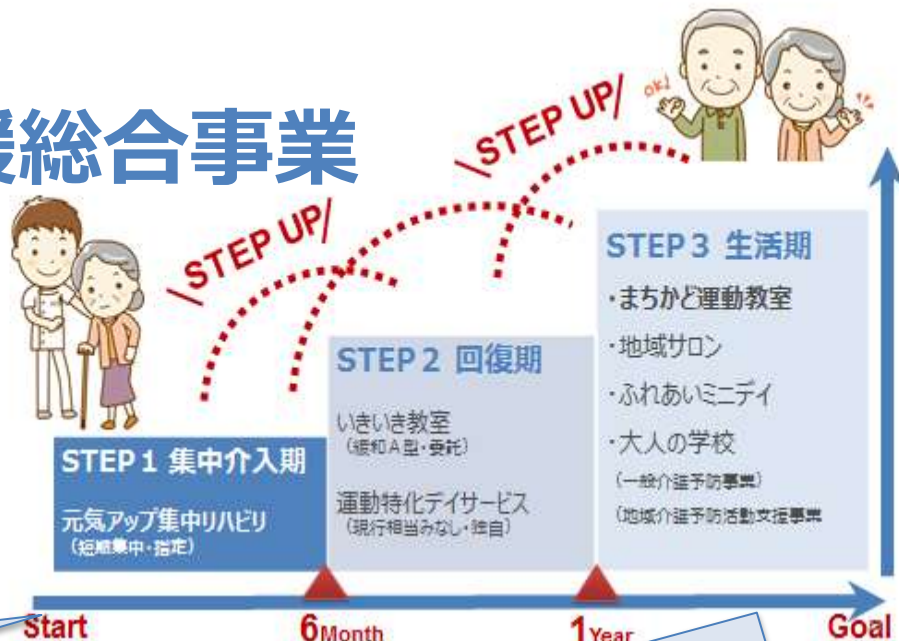 援総合事業
\STEP UP/
\STEP UP/
OK!
STEP 1 集中介入期
元気アップ集中リハビリ
(短期集中・指定)
STEP 2 回復期
いきいき教室
(緩和A型・委託)
運動特化デイサービス
(現行相当みなし・独自)
STEP 3 生活期
・まちかど運動教室
・地域サロン
・ふれあいミニデイ
・大人の学校
(一般介護予防事業)
(地域介護予防活動支援事業
Start
6Month
1Year
Goal